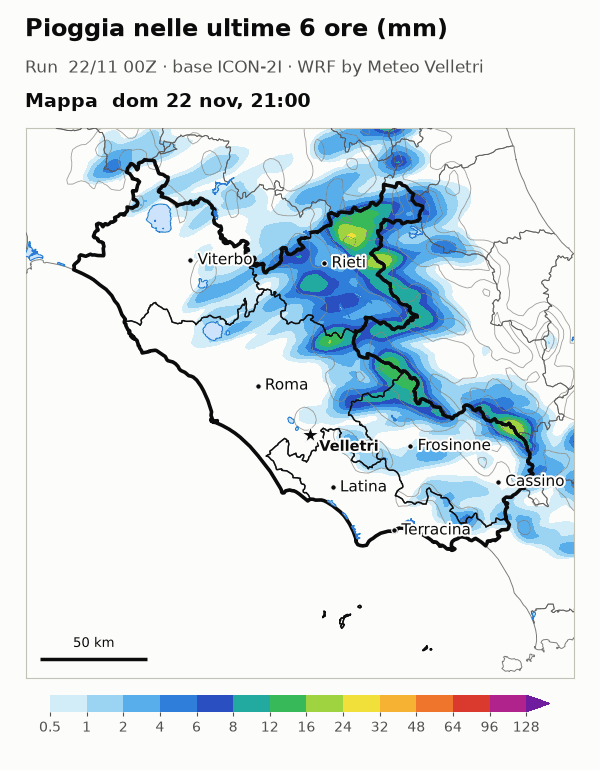 Pioggia nelle ultime 6 ore (mm)
Run  22/11 00Z · base ICON-2I · WRF by Meteo Velletri
Mappa  dom 22 nov, 21:00
Viterbo
Rieti
Roma
Velletri
Frosinone
Cassino
Latina
Terracina
50 km
0.5 1 2 4 6 8 12 16 24 32 48 64 96 128